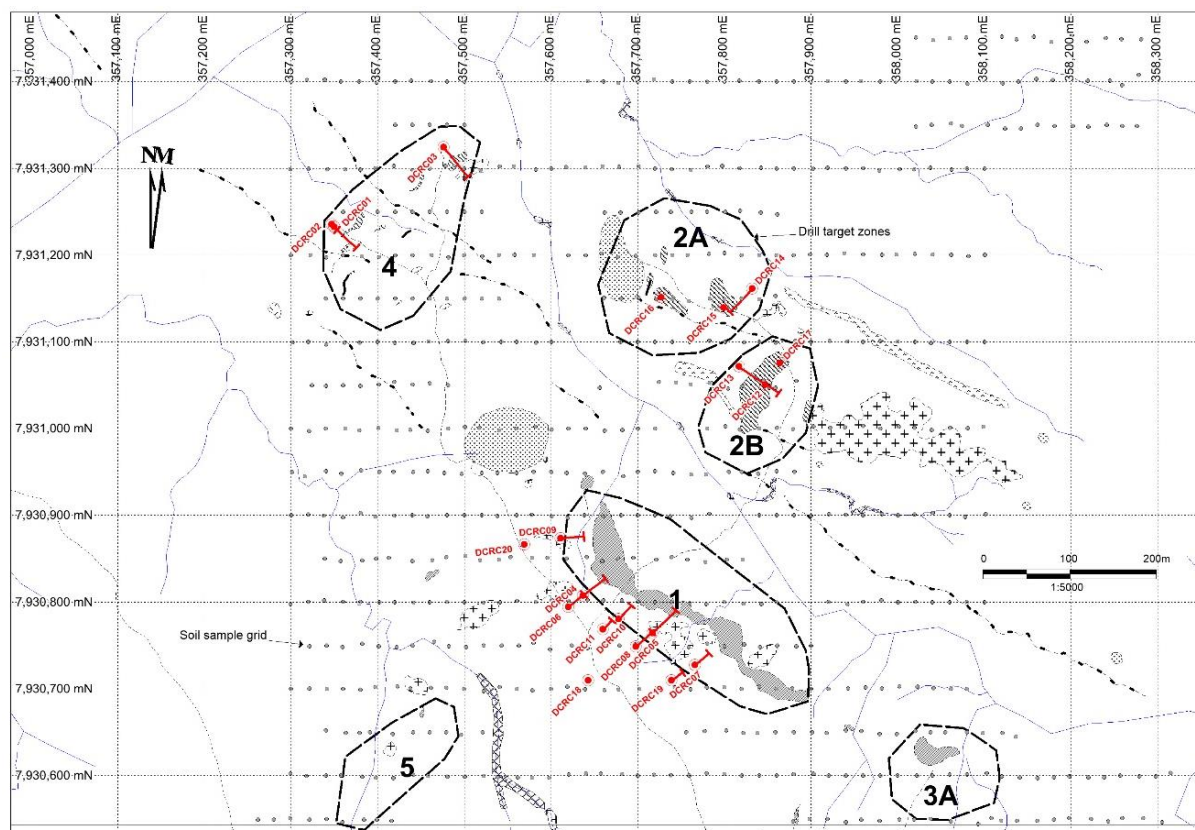 357,000 mE
357,100 mE
357,200 mE
357,300 mE
357,400 mE
357,500 mE
357,600 mE
357,700 mE
357,800 mE
357,900 mE
358,000 mE
358,100 mE
358,200 mE
358,300 mE
7,931,400 mN
7,931,300 mN
7,931,200 mN
7,931,100 mN
7,931,000 mN
7,930,900 mN
7,930,800 mN
7,930,700 mN
7,930,600 mN
NM
DCRC03
DCRC02
DCRC01
4
2A
Drill target zones
DCRC14
DCRC16
DCRC15
DCRC17
DCRC13
DCRC12
2B
DCRC09
DCRC20
0 100 200m
1:5000
DCRC04
DCRC06
1
DCRC11
DCRC10
DCRC08
DCRC05
Soil sample grid
DCRC18
DCRC19
DCRC07
5
3A